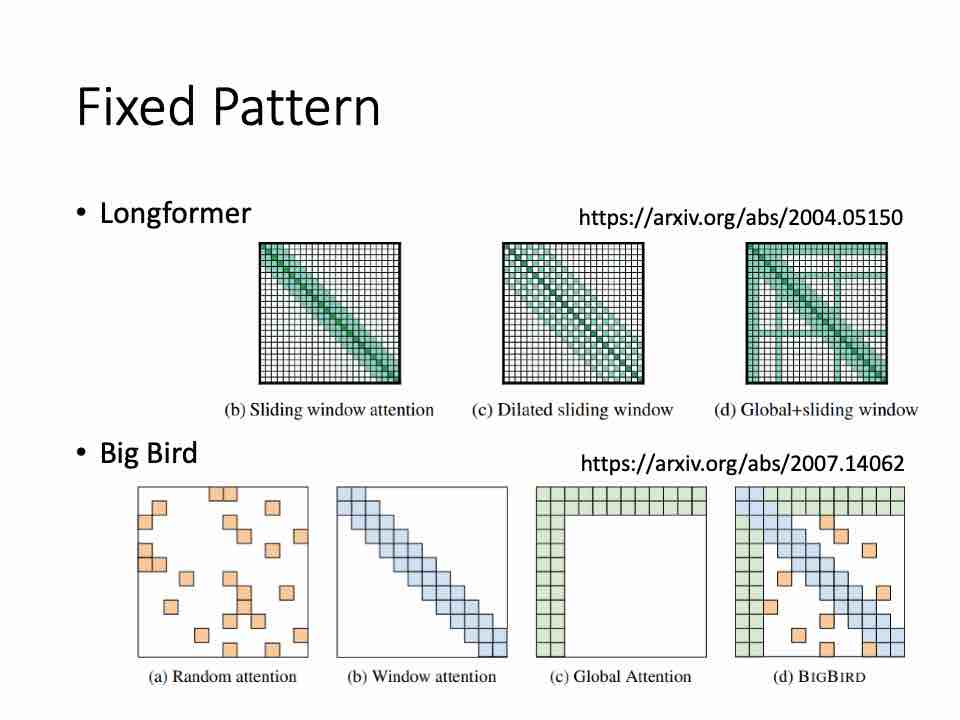 Fixed Pattern
• Longformer
https://arxiv.org/abs/2004.05150
(b) Sliding window attention
(c) Dilated sliding window
(d) Global+sliding window
• Big Bird
https://arxiv.org/abs/2007.14062
(a) Random attention
(b) Window attention
(c) Global Attention
(d) BIGBIRD